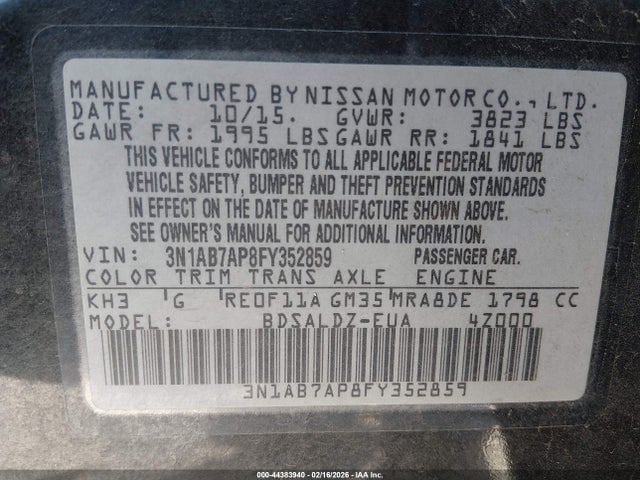 MANUFACTURED BY NISSAN MOTOR CO., LTD.
DATE: 10/15. GVWR: 3823 LBS
GAWR FR: 1995 LBS GAWR RR: 1841 LBS
THIS VEHICLE CONFORMS TO ALL APPLICABLE FEDERAL MOTOR
VEHICLE SAFETY, BUMPER AND THEFT PREVENTION STANDARDS
IN EFFECT ON THE DATE OF MANUFACTURE SHOWN ABOVE.
SEE OWNER'S MANUAL FOR ADDITIONAL INFORMATION.
VIN: 3N1AB7AP8FY352859 PASSENGER CAR.
COLOR TRIM TRANS AXLE ENGINE
KH3 G RE0F11A GM35 MRA8DE 1798 CC
MODEL: BDSALDZ-EUA 4Z000
3N1AB7AP8FY352859
000-44383940 - 02/16/2026 - IAA Inc.